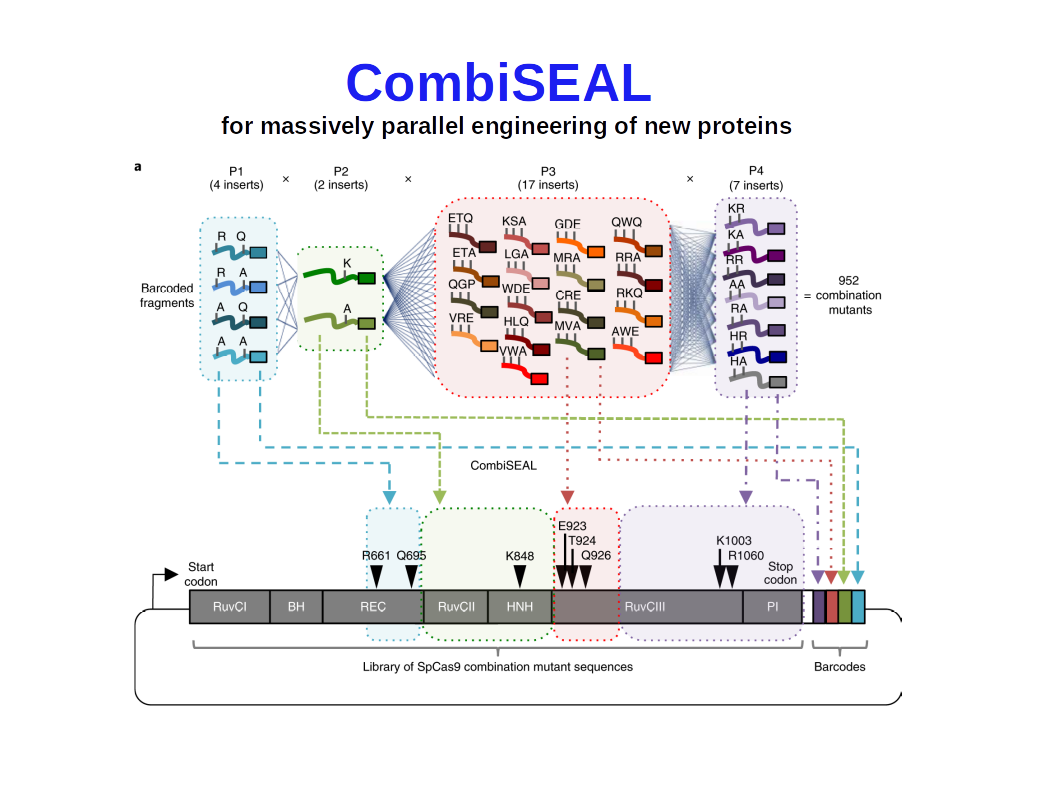 CombiSEAL
for massively parallel engineering of new proteins
a
P1 × P2 × P3 × P4
(4 inserts) (2 inserts) (17 inserts) (7 inserts)
Barcoded
fragments
R Q
R A
A Q
A A
K
A
ETQ KSA GDE QWQ
ETA LGA MRA RRA
QGP WDE CRE RKQ
VRE HLQ MVA AWE
VWA
KR
KA
RR
AA
RA
HR
HA
952
= combination
mutants
CombiSEAL
R661 Q695 K848 E923
T924
Q926
K1003
R1060
Start
codon
Stop
codon
RuvCI BH REC RuvCII HNH RuvCIII PI
Library of SpCas9 combination mutant sequences
Barcodes